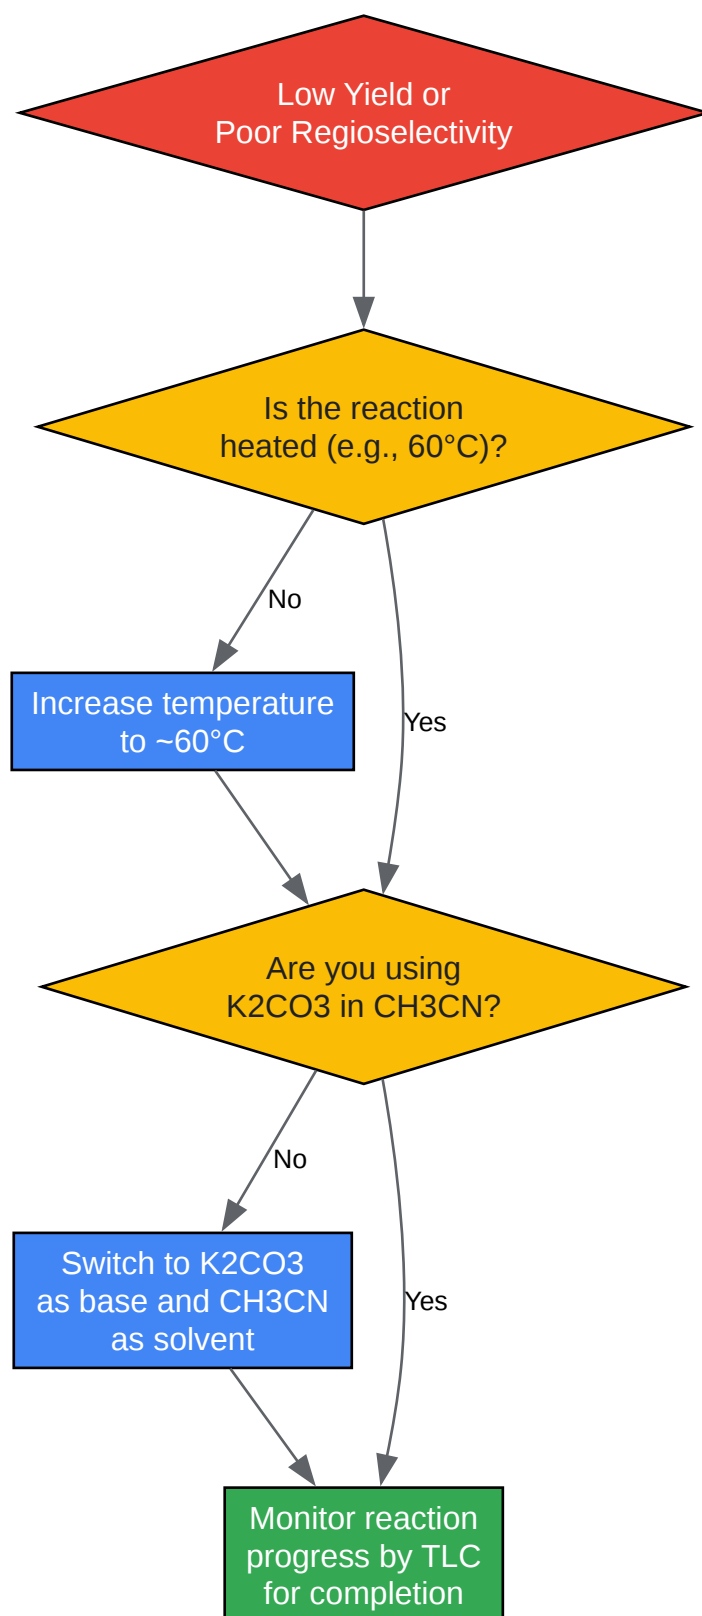 Low Yield or
Poor Regioselectivity
Is the reaction
heated (e.g., 60°C)?
No
Increase temperature
to ~60°C
Yes
Are you using
K2CO3 in CH3CN?
No
Switch to K2CO3
as base and CH3CN
as solvent
Yes
Monitor reaction
progress by TLC
for completion